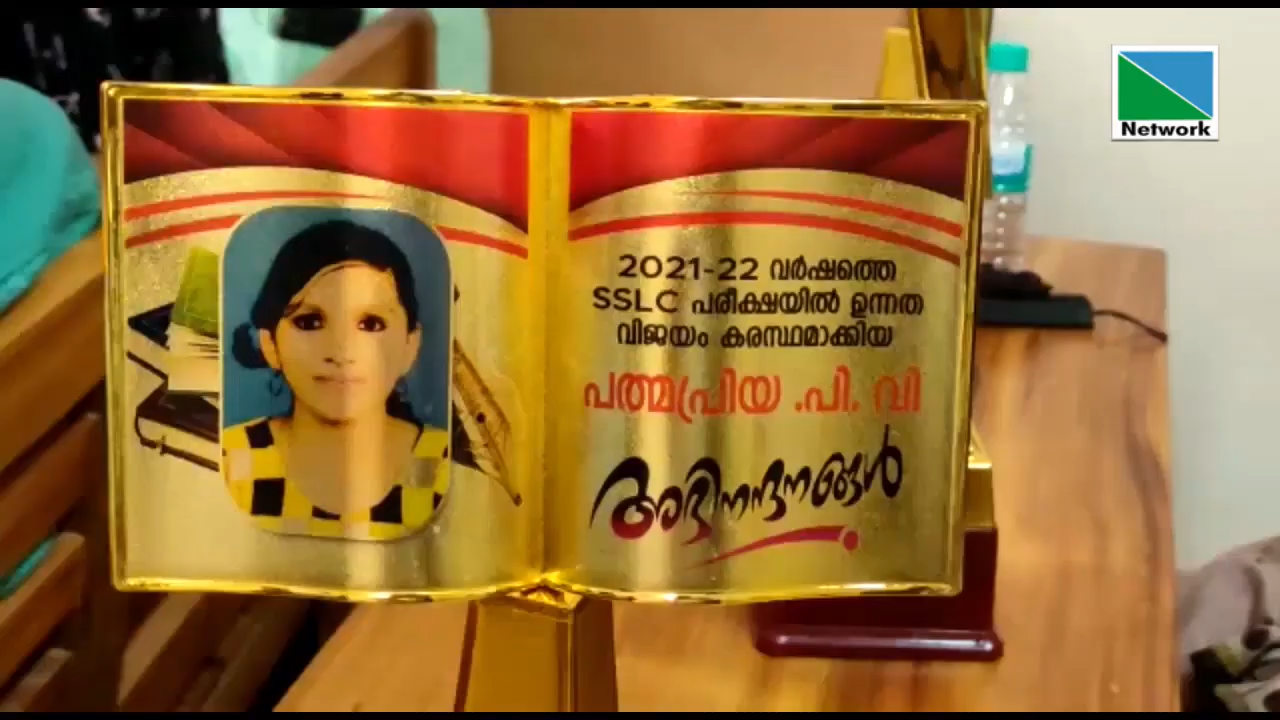 2021-22 വർഷത്തെ
SSLC പരീക്ഷയിൽ ഉന്നത
വിജയം കരസ്ഥമാക്കിയ
പത്മപ്രിയ .പി. വി
അഭിനന്ദനങ്ങൾ
Network